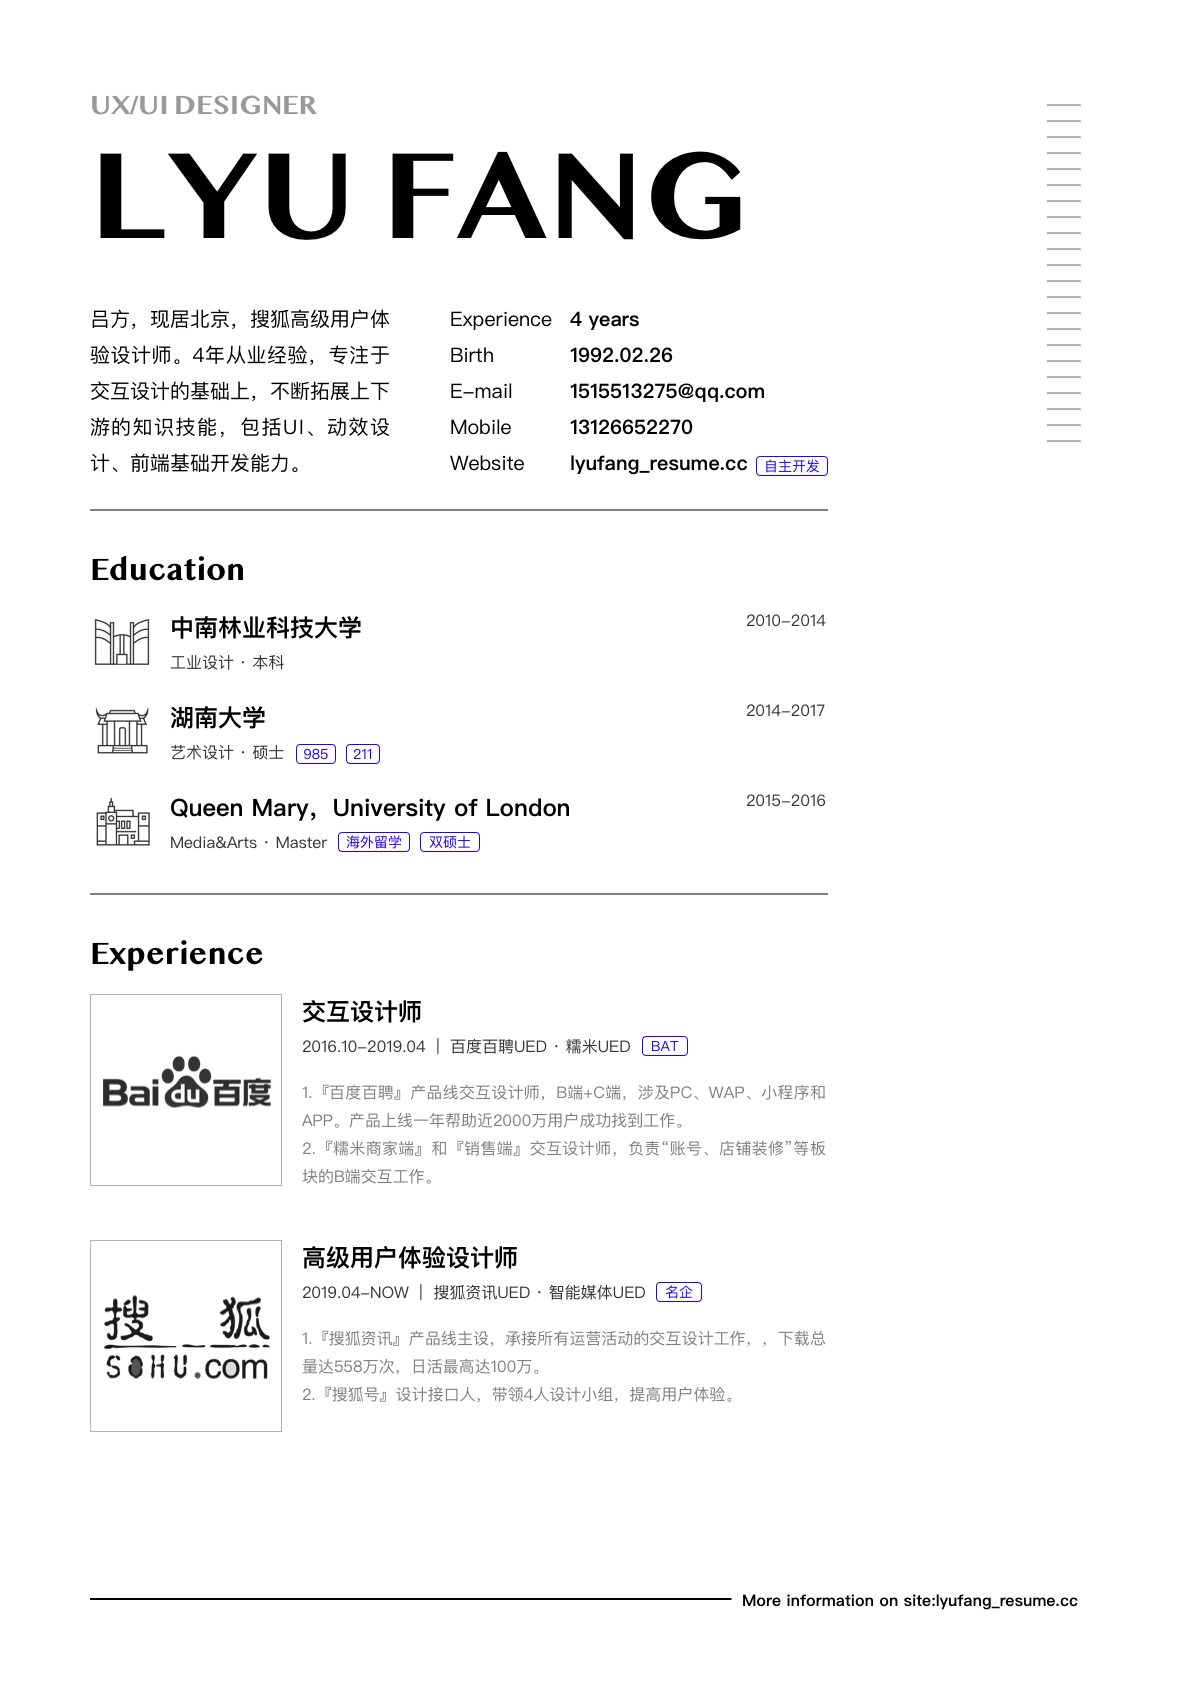 UX/UI DESIGNER
LYU FANG
吕方，现居北京，搜狐高级用户体
验设计师。4年从业经验，专注于
交互设计的基础上，不断拓展上下
游的知识技能，包括UI、动效设
计、前端基础开发能力。
Experience 4 years
Birth 1992.02.26
E-mail 1515513275@qq.com
Mobile 13126652270
Website lyufang_resume.cc 自主开发
Education
中南林业科技大学 2010-2014
工业设计 · 本科
湖南大学 2014-2017
艺术设计 · 硕士 985 211
Queen Mary，University of London 2015-2016
Media&Arts · Master 海外留学 双硕士
Experience
Bai du 百度
交互设计师
2016.10-2019.04 | 百度百聘UED · 糯米UED BAT
1.『百度百聘』产品线交互设计师，B端+C端，涉及PC、WAP、小程序和
APP。产品上线一年帮助近2000万用户成功找到工作。
2.『糯米商家端』和『销售端』交互设计师，负责“账号、店铺装修”等板
块的B端交互工作。
搜狐
SOHU.com
高级用户体验设计师
2019.04-NOW | 搜狐资讯UED · 智能媒体UED 名企
1.『搜狐资讯』产品线主设，承接所有运营活动的交互设计工作，，下载总
量达558万次，日活最高达100万。
2.『搜狐号』设计接口人，带领4人设计小组，提高用户体验。
More information on site:lyufang_resume.cc